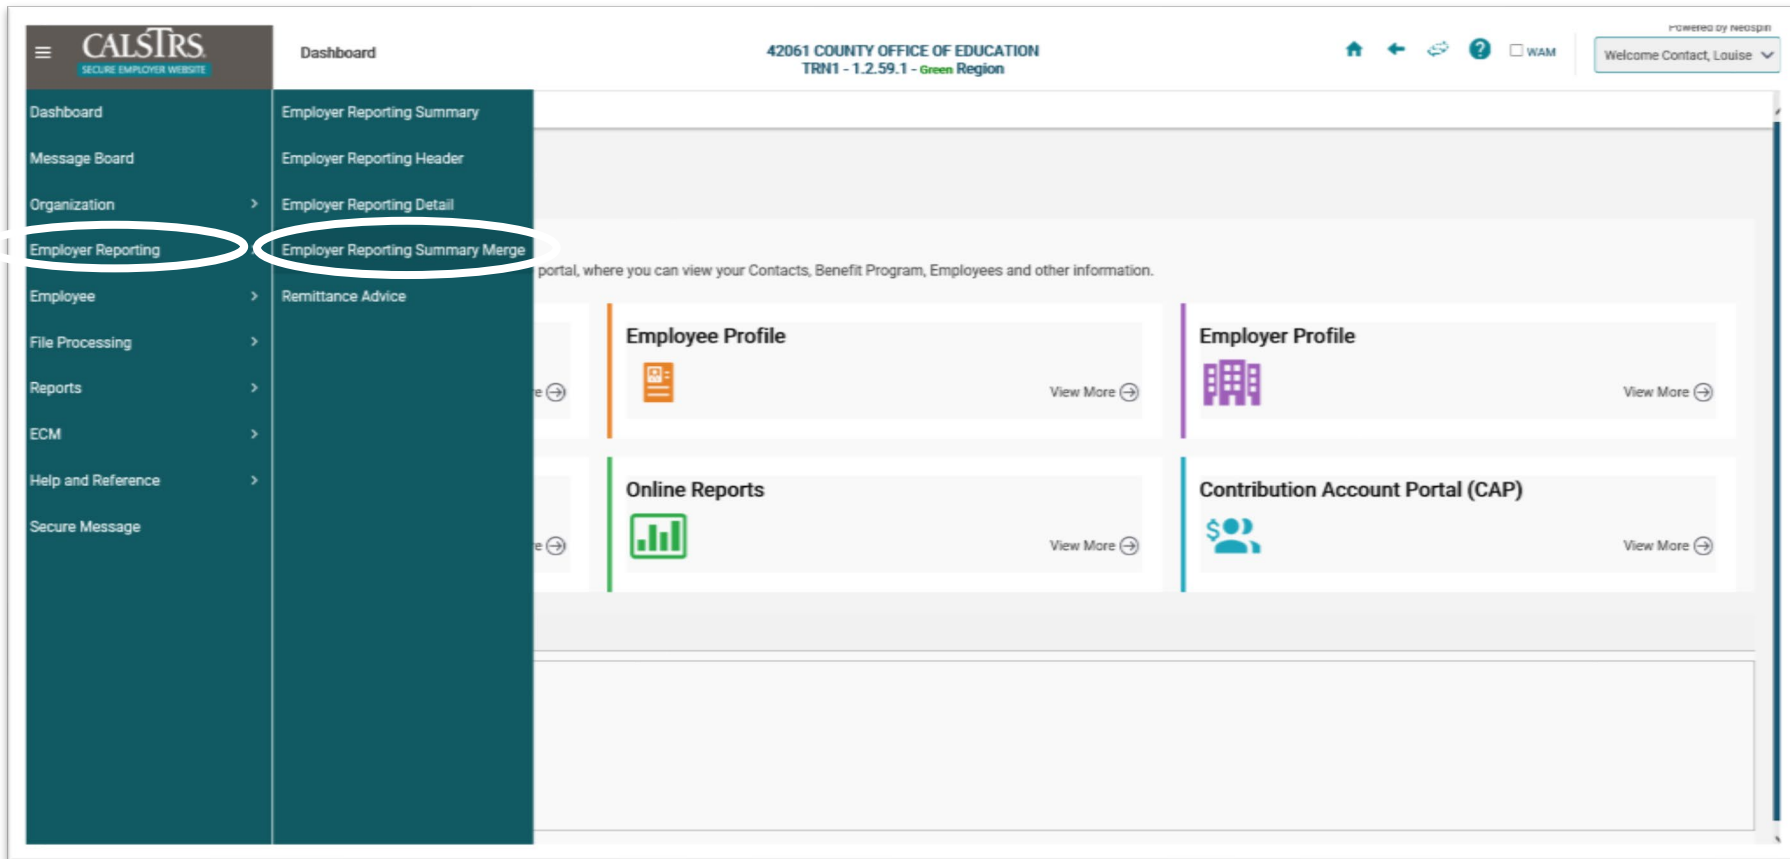 Powered by Neospin
CALSTRS
SECURE EMPLOYER WEBSITE
Dashboard
42061 COUNTY OFFICE OF EDUCATION
TRN1 - 1.2.59.1 - Green Region
WAM
Welcome Contact, Louise
Dashboard
Message Board
Organization
Employer Reporting
Employee
File Processing
Reports
ECM
Help and Reference
Secure Message
Employer Reporting Summary
Employer Reporting Header
Employer Reporting Detail
Employer Reporting Summary Merge
Remittance Advice
portal, where you can view your Contacts, Benefit Program, Employees and other information.
Employee Profile
View More
Employer Profile
View More
Online Reports
View More
Contribution Account Portal (CAP)
View More